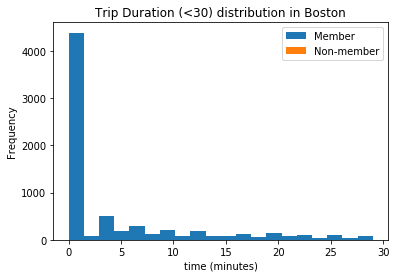 Trip Duration (<30) distribution in Boston
Member
Non-member
Frequency
4000
3000
2000
1000
0
0 5 10 15 20 25 30
time (minutes)